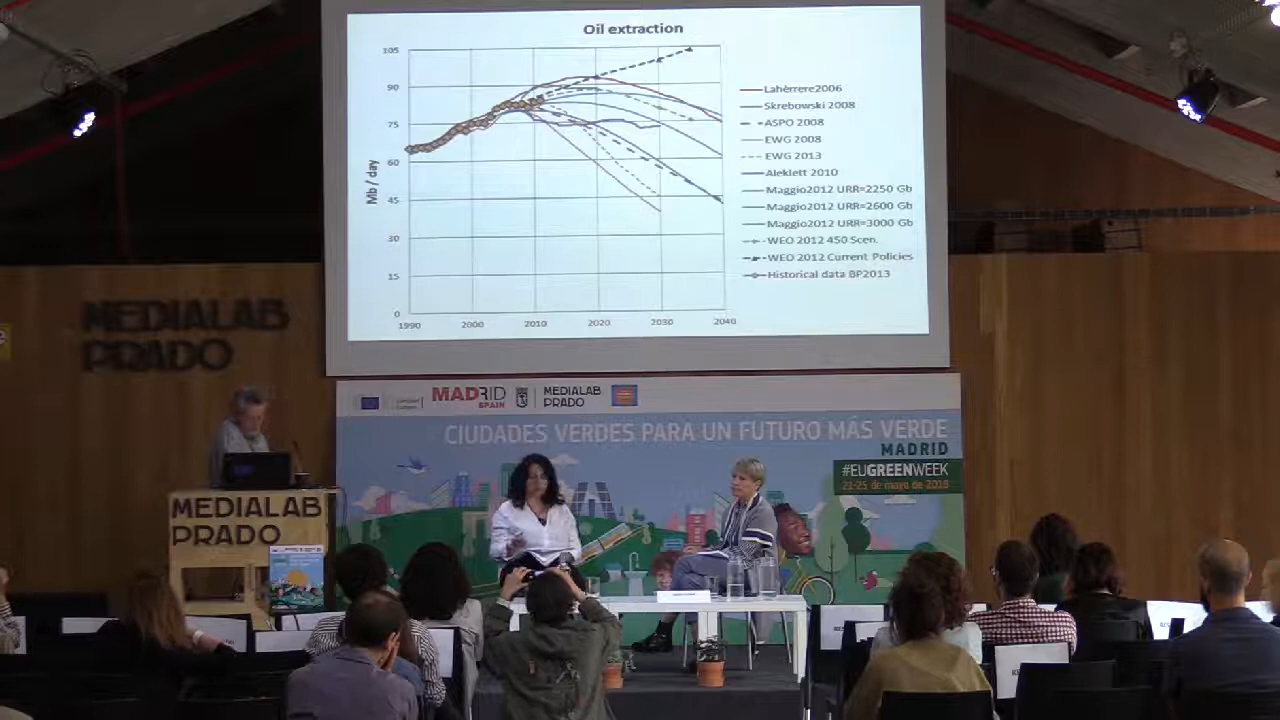 Oil extraction
Mb / day
105
90
75
60
45
30
15
0
1990
2000
2010
2020
2030
2040
Lahèrrere2006
Skrebowski 2008
ASPO 2008
EWG 2008
EWG 2013
Aleklett 2010
Maggio2012 URR=2250 Gb
Maggio2012 URR=2600 Gb
Maggio2012 URR=3000 Gb
WEO 2012 450 Scen.
WEO 2012 Current Policies
Historical data BP2013
MEDIALAB
PRADO
MADRID
SPAIN
MEDIALAB
PRADO
CIUDADES VERDES PARA UN FUTURO MÁS VERDE
MADRID
#EUGREENWEEK
21-25 de mayo de 2018
MEDIALAB
PRADO